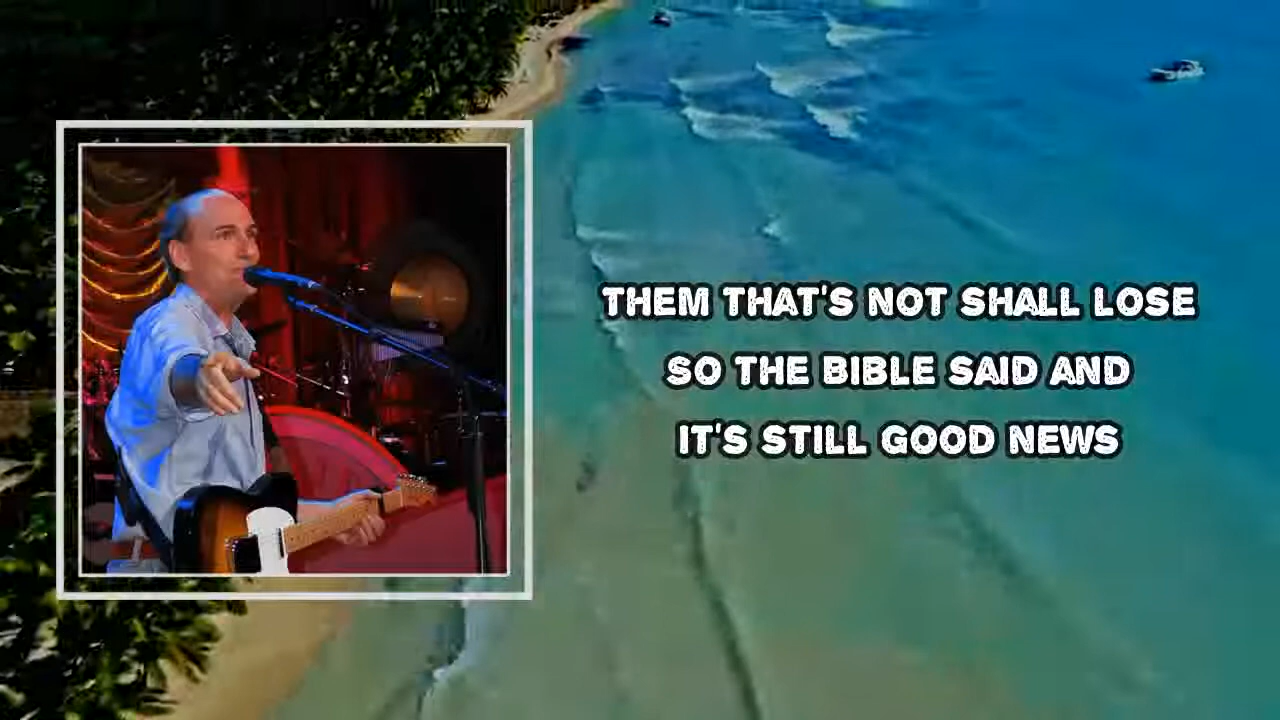 THEM THAT'S NOT SHALL LOSE
SO THE BIBLE SAID AND
IT'S STILL GOOD NEWS